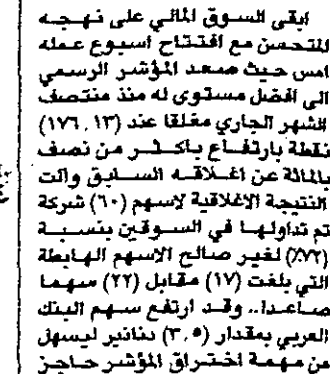 ابقى السوق المالي على نهجه
المتحسن مع افتتاح اسبوع عمله
امس حيث صعد المؤشر الرسمي
الى افضل مستوى له منذ منتصف
الشهر الجاري مغلقا عند (١٧٦,١٣)
نقطة بارتفاع باكثر من نصف
بالمائة عن اغلاقه السابق وأتت
النتيجة الاغلاقية لاسهم (٦٠) شركة
تم تداولها في السوقين بنسبة
(٧٢٪) لغير صالح الاسهم الهابطة
التي بلغت (١٧) مقابل (٢٢) سهما
صاعدا.. وقد ارتفع سهم البنك
العربي بمقدار (٣,٥) دنانير ليسهل
من مهمة اختراق المؤشر حاجز